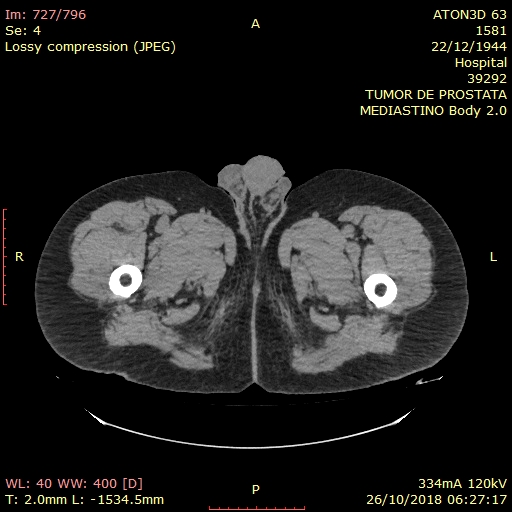 Im: 727/796
Se: 4
Lossy compression (JPEG)
A
ATON3D 63
1581
22/12/1944
Hospital
39292
TUMOR DE PROSTATA
MEDIASTINO Body 2.0
R
L
WL: 40 WW: 400 [D]
T: 2.0mm L: -1534.5mm
P
334mA 120kV
26/10/2018 06:27:17